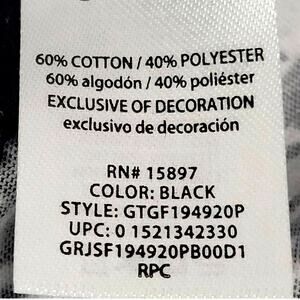 60% COTTON / 40% POLYESTER
60% algodón / 40% poliéster
EXCLUSIVE OF DECORATION
exclusivo de decoración
RN# 15897
COLOR: BLACK
STYLE: GTGF194920P
UPC: 0 1521342330
GRJSF194920PB00D1
RPC